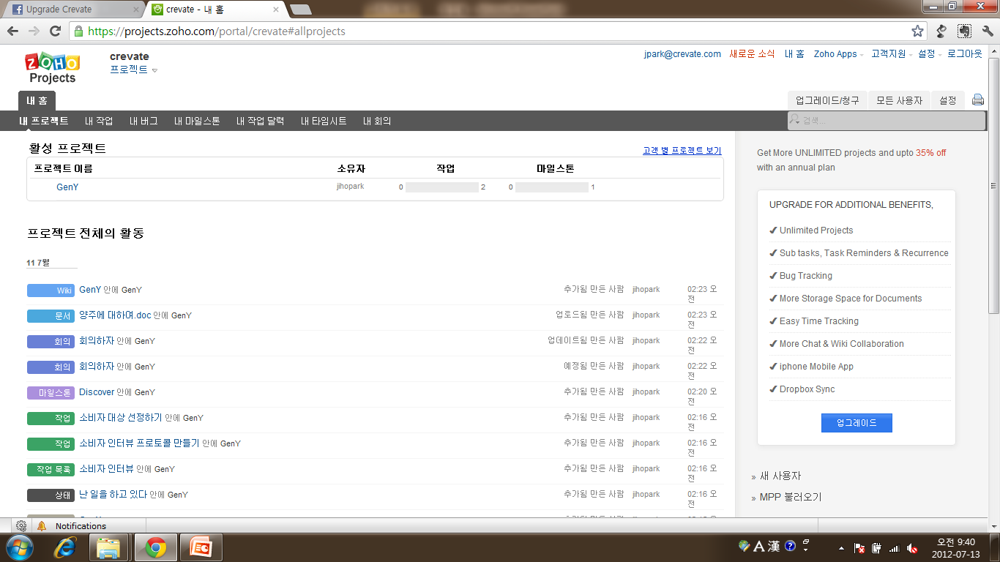 Upgrade Crevate
crevate - 내 홈
https://projects.zoho.com/portal/crevate#allprojects
ZOHO
Projects
crevate
프로젝트
jpark@crevate.com 새로운 소식 내 홈 Zoho Apps 고객지원 설정 로그아웃
내 홈
업그레이드/청구 모든 사용자 설정
내 프로젝트 내 작업 내 버그 내 마일스톤 내 작업 달력 내 타임시트 내 회의
검색...
활성 프로젝트
고객 별 프로젝트 보기
프로젝트 이름 소유자 작업 마일스톤
GenY jihopark 0 2 0 1
프로젝트 전체의 활동
11 7월
Wiki GenY 안에 GenY 추가됨 만든 사람 jihopark 02:23 오전
문서 양주에 대하여.doc 안에 GenY 업로드됨 만든 사람 jihopark 02:23 오전
회의 회의하자 안에 GenY 업데이트됨 만든 사람 jihopark 02:22 오전
회의 회의하자 안에 GenY 예정됨 만든 사람 jihopark 02:22 오전
마일스톤 Discover 안에 GenY 추가됨 만든 사람 jihopark 02:20 오전
작업 소비자 대상 선정하기 안에 GenY 추가됨 만든 사람 jihopark 02:16 오전
작업 소비자 인터뷰 프로토콜 만들기 안에 GenY 추가됨 만든 사람 jihopark 02:16 오전
작업 목록 소비자 인터뷰 안에 GenY 추가됨 만든 사람 jihopark 02:16 오전
상태 난 일을 하고 있다 안에 GenY 추가됨 만든 사람 jihopark 02:16 오전
Get More UNLIMITED projects and upto 35% off
with an annual plan
UPGRADE FOR ADDITIONAL BENEFITS,
✔ Unlimited Projects
✔ Sub tasks, Task Reminders & Recurrence
✔ Bug Tracking
✔ More Storage Space for Documents
✔ Easy Time Tracking
✔ More Chat & Wiki Collaboration
✔ iphone Mobile App
✔ Dropbox Sync
업그레이드
» 새 사용자
» MPP 불러오기
Notifications
A 漢
오전 9:40
2012-07-13